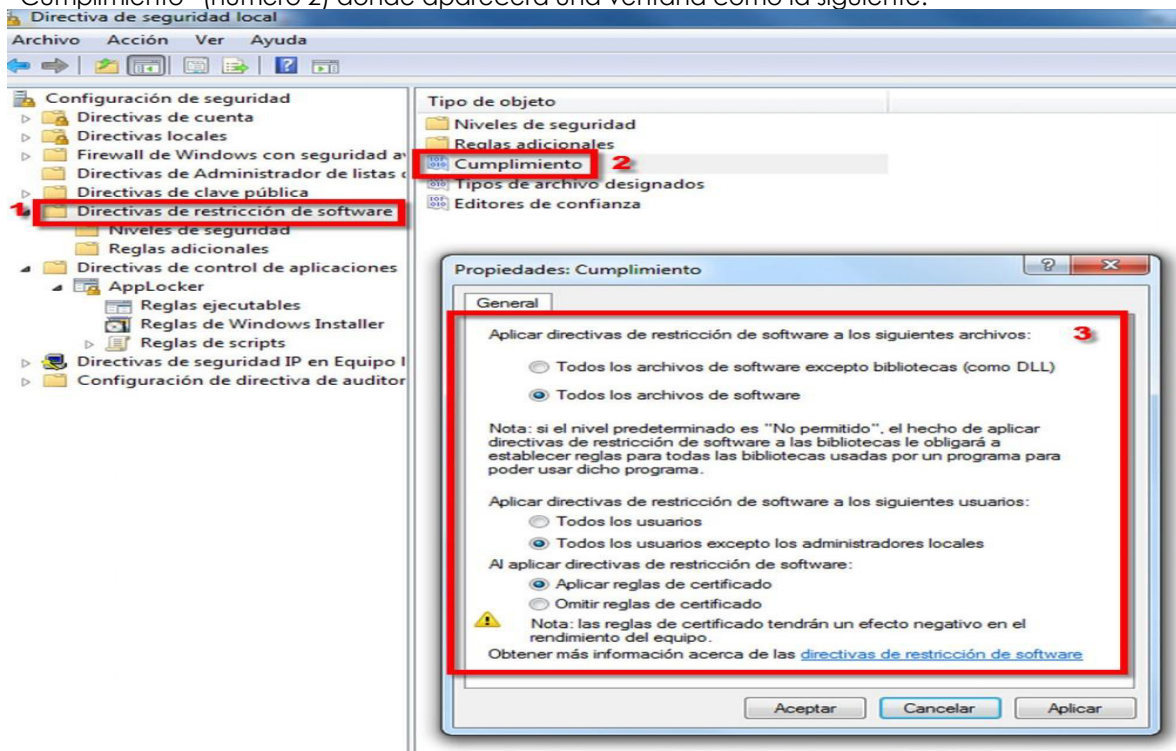 "Cumplimiento" (número 2) donde aparecerá una ventana como la siguiente:
Directiva de seguridad local
Archivo Acción Ver Ayuda
Configuración de seguridad
Directivas de cuenta
Directivas locales
Firewall de Windows con seguridad a
Directivas de Administrador de listas
Directivas de clave pública
1 Directivas de restricción de software
Niveles de seguridad
Reglas adicionales
Directivas de control de aplicaciones
AppLocker
Reglas ejecutables
Reglas de Windows Installer
Reglas de scripts
Directivas de seguridad IP en Equipo l
Configuración de directiva de auditor
Tipo de objeto
Niveles de seguridad
Reglas adicionales
Cumplimiento 2
Tipos de archivo designados
Editores de confianza
Propiedades: Cumplimiento
General
Aplicar directivas de restricción de software a los siguientes archivos: 3
Todos los archivos de software excepto bibliotecas (como DLL)
Todos los archivos de software
Nota: si el nivel predeterminado es "No permitido", el hecho de aplicar
directivas de restricción de software a las bibliotecas le obligará a
establecer reglas para todas las bibliotecas usadas por un programa para
poder usar dicho programa.
Aplicar directivas de restricción de software a los siguientes usuarios:
Todos los usuarios
Todos los usuarios excepto los administradores locales
Al aplicar directivas de restricción de software:
Aplicar reglas de certificado
Omitir reglas de certificado
Nota: las reglas de certificado tendrán un efecto negativo en el
rendimiento del equipo.
Obtener más información acerca de las directivas de restricción de software
Aceptar Cancelar Aplicar